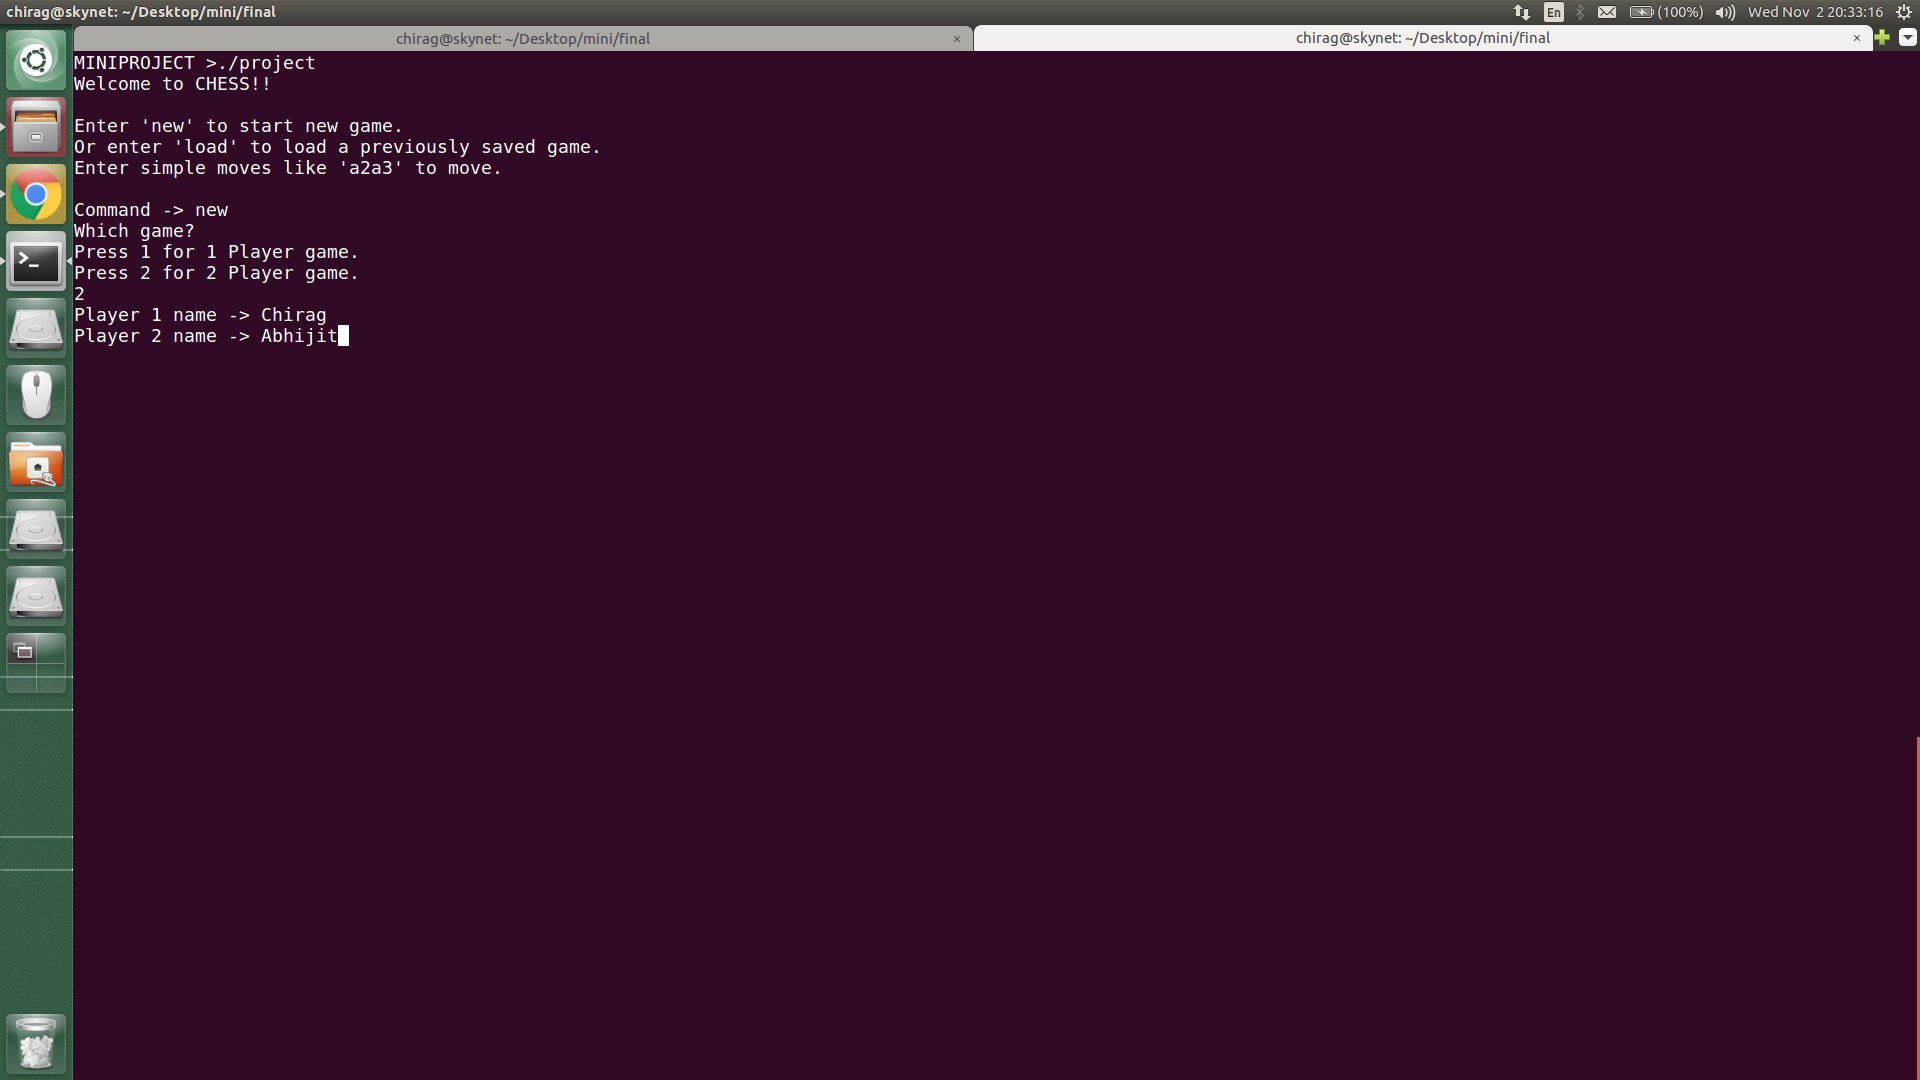 chirag@skynet: ~/Desktop/mini/final
En (100%) Wed Nov 2 20:33:16
chirag@skynet: ~/Desktop/mini/final × chirag@skynet: ~/Desktop/mini/final ×
MINIPROJECT >./project
Welcome to CHESS!!
Enter 'new' to start new game.
Or enter 'load' to load a previously saved game.
Enter simple moves like 'a2a3' to move.
Command -> new
Which game?
Press 1 for 1 Player game.
Press 2 for 2 Player game.
2
Player 1 name -> Chirag
Player 2 name -> Abhijit